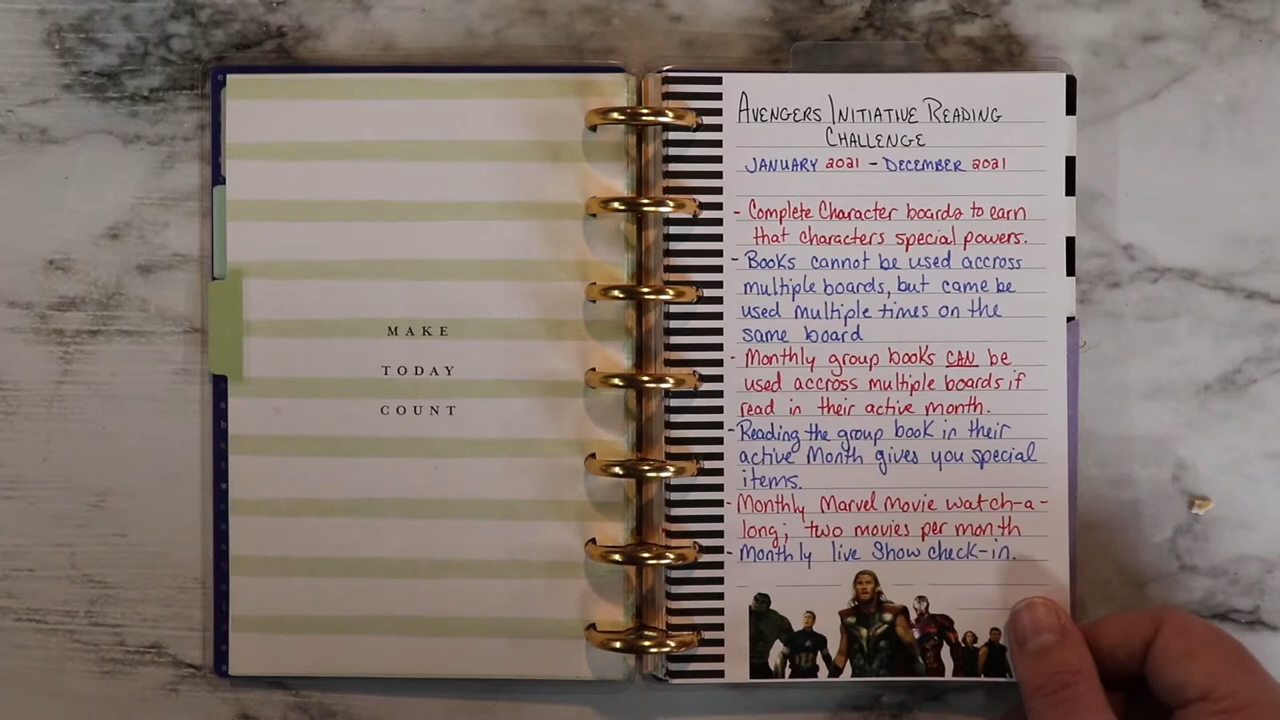 MAKE
TODAY
COUNT
AVENGERS INITIATIVE READING
CHALLENGE
JANUARY 2021 - DECEMBER 2021
- Complete Character boards to earn
that characters special powers.
- Books cannot be used accross
multiple boards, but came be
used multiple times on the
same board
- Monthly group books CAN be
used accross multiple boards if
read in their active month.
- Reading the group book in their
active Month gives you special
items.
- Monthly Marvel Movie watch-a-
long; two movies per month
- Monthly live Show check-in.